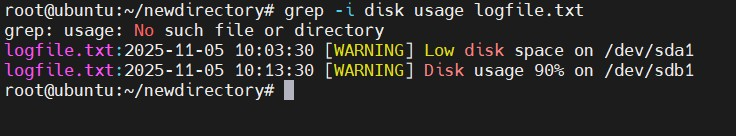 root@ubuntu:~/newdirectory# grep -i disk usage logfile.txt
grep: usage: No such file or directory
logfile.txt:2025-11-05 10:03:30 [WARNING] Low disk space on /dev/sda1
logfile.txt:2025-11-05 10:13:30 [WARNING] Disk usage 90% on /dev/sdb1
root@ubuntu:~/newdirectory#